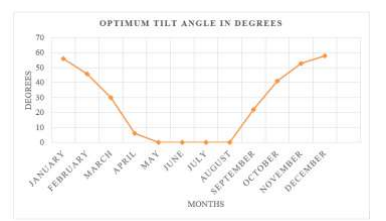 OPTIMUM TILT ANGLE IN DEGREES
70
60
50
40
30
20
10
0
DEGREES
JANUARY
FEBRUARY
MARCH
APRIL
MAY
JUNE
JULY
AUGUST
SEPTEMBER
OCTOBER
NOVEMBER
DECEMBER
MONTHS